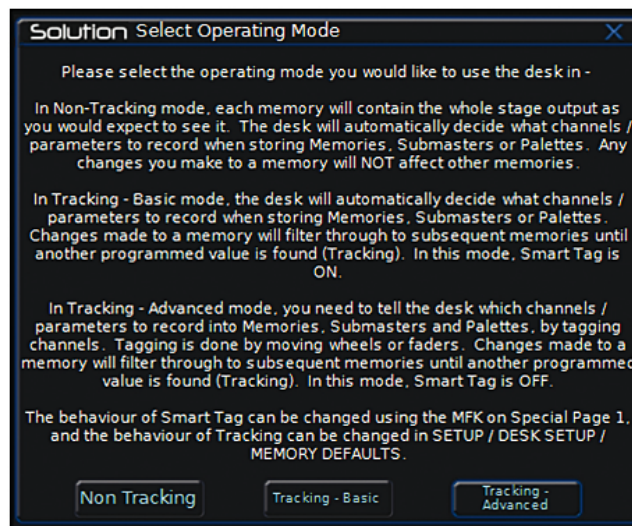 Solution Select Operating Mode X
Please select the operating mode you would like to use the desk in -
In Non-Tracking mode, each memory will contain the whole stage output as
you would expect to see it. The desk will automatically decide what channels /
parameters to record when storing Memories, Submasters or Palettes. Any
changes you make to a memory will NOT affect other memories.
In Tracking - Basic mode, the desk will automatically decide what channels /
parameters to record when storing Memories, Submasters or Palettes.
Changes made to a memory will filter through to subsequent memories until
another programmed value is found (Tracking). In this mode, Smart Tag is
ON.
In Tracking - Advanced mode, you need to tell the desk which channels /
parameters to record into Memories, Submasters and Palettes, by tagging
channels. Tagging is done by moving wheels or faders. Changes made to a
memory will filter through to subsequent memories until another programmed
value is found (Tracking). In this mode, Smart Tag is OFF.
The behaviour of Smart Tag can be changed using the MFK on Special Page 1,
and the behaviour of Tracking can be changed in SETUP / DESK SETUP /
MEMORY DEFAULTS.
Non Tracking
Tracking - Basic
Tracking -
Advanced